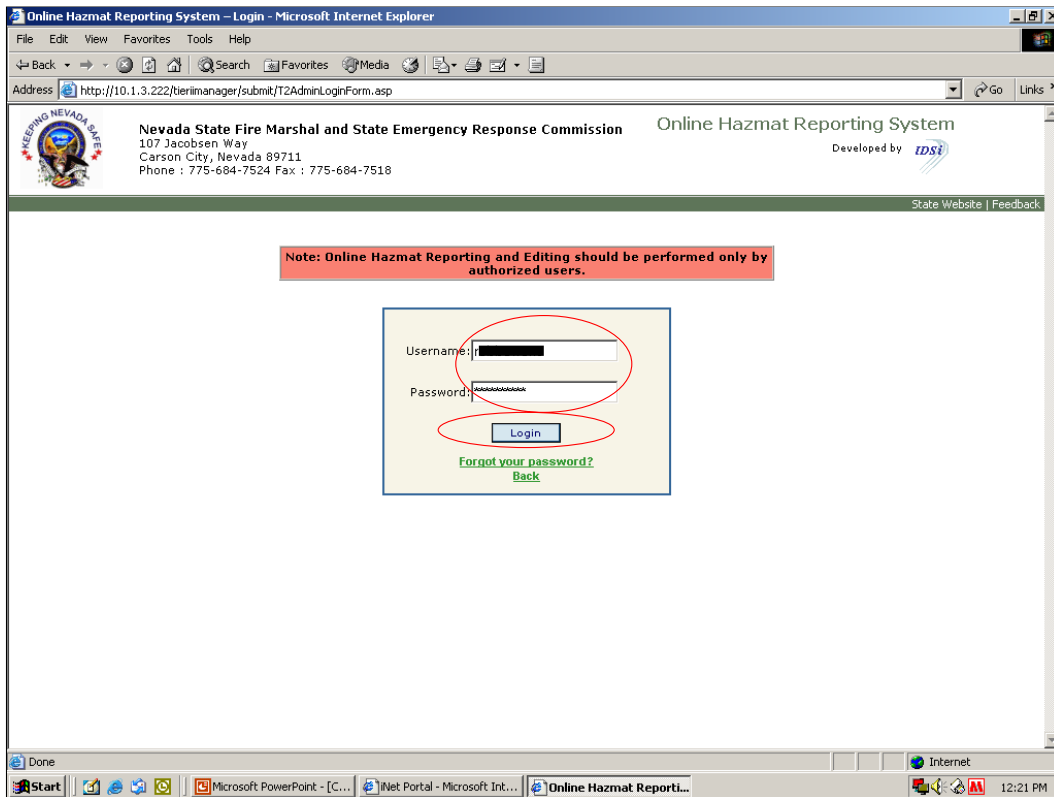 Online Hazmat Reporting System – Login - Microsoft Internet Explorer
File Edit View Favorites Tools Help
Back Search Favorites Media
Address http://10.1.3.222/tieriimanager/submit/T2AdminLoginForm.asp Go Links
KEEPING NEVADA SAFE
Nevada State Fire Marshal and State Emergency Response Commission
107 Jacobsen Way
Carson City, Nevada 89711
Phone : 775-684-7524 Fax : 775-684-7518
Online Hazmat Reporting System
Developed by IDSi
State Website | Feedback
Note: Online Hazmat Reporting and Editing should be performed only by
authorized users.
Username: r
Password: **********
Login
Forgot your password?
Back
Done Internet
Start Microsoft PowerPoint - [C... iNet Portal - Microsoft Int... Online Hazmat Reporti... 12:21 PM